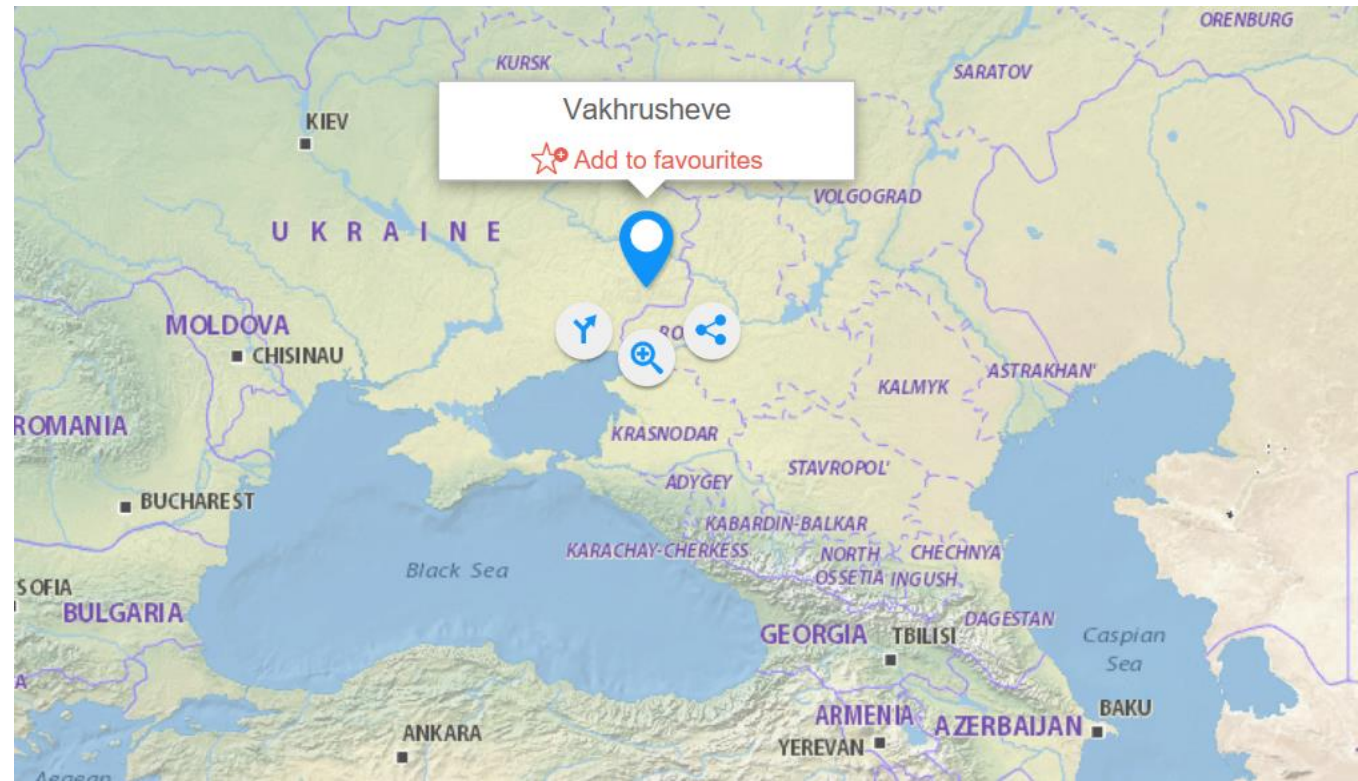 ORENBURG
KURSK
SARATOV
Vakhrusheve
Add to favourites
KIEV
VOLGOGRAD
UKRAINE
MOLDOVA
CHISINAU
ASTRAKHAN'
KALMYK
ROMANIA
KRASNODAR
STAVROPOL'
ADYGEY
BUCHAREST
KABARDIN-BALKAR
KARACHAY-CHERKESS
NORTH
OSSETIA
CHECHNYA
INGUSH.
Black Sea
SOFIA
BULGARIA
DAGESTAN
GEORGIA
TBILISI
Caspian
Sea
ARMENIA
AZERBAIJAN
BAKU
ANKARA
YEREVAN
Aegean